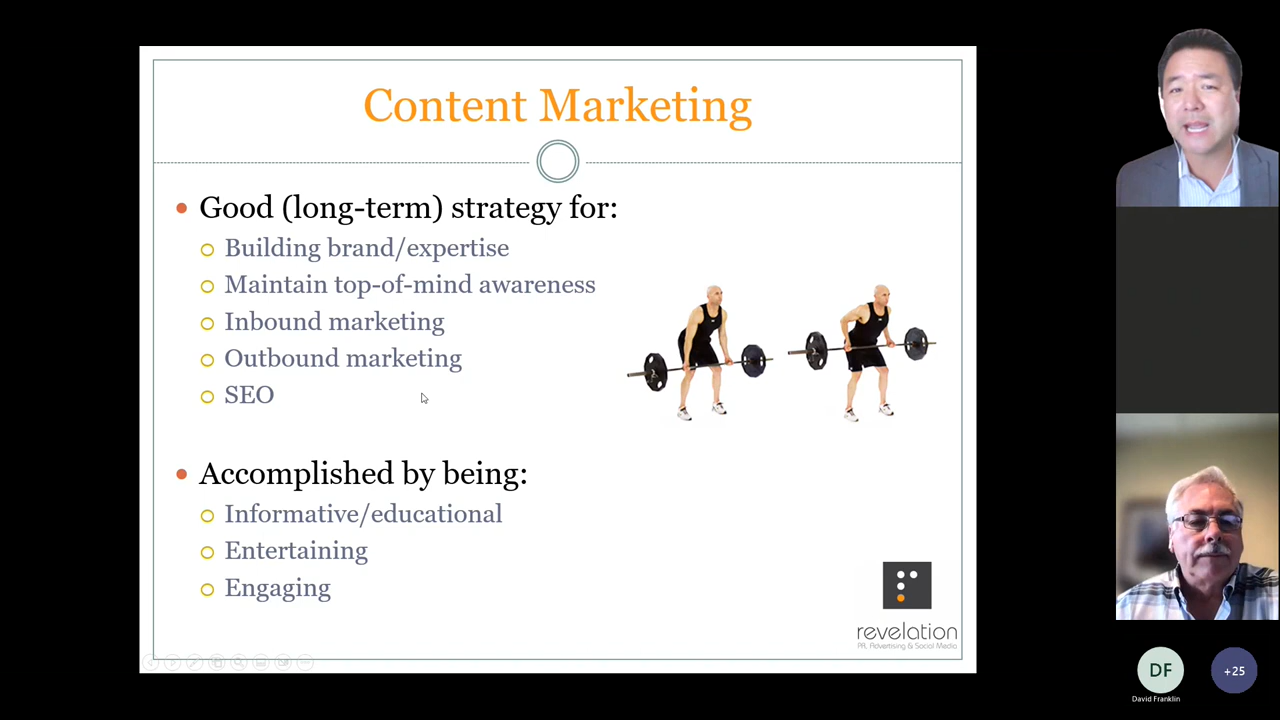 Content Marketing
Good (long-term) strategy for:
Building brand/expertise
Maintain top-of-mind awareness
Inbound marketing
Outbound marketing
SEO
Accomplished by being:
Informative/educational
Entertaining
Engaging
revelation
PR, Advertising & Social Media
DF
David Franklin
+25